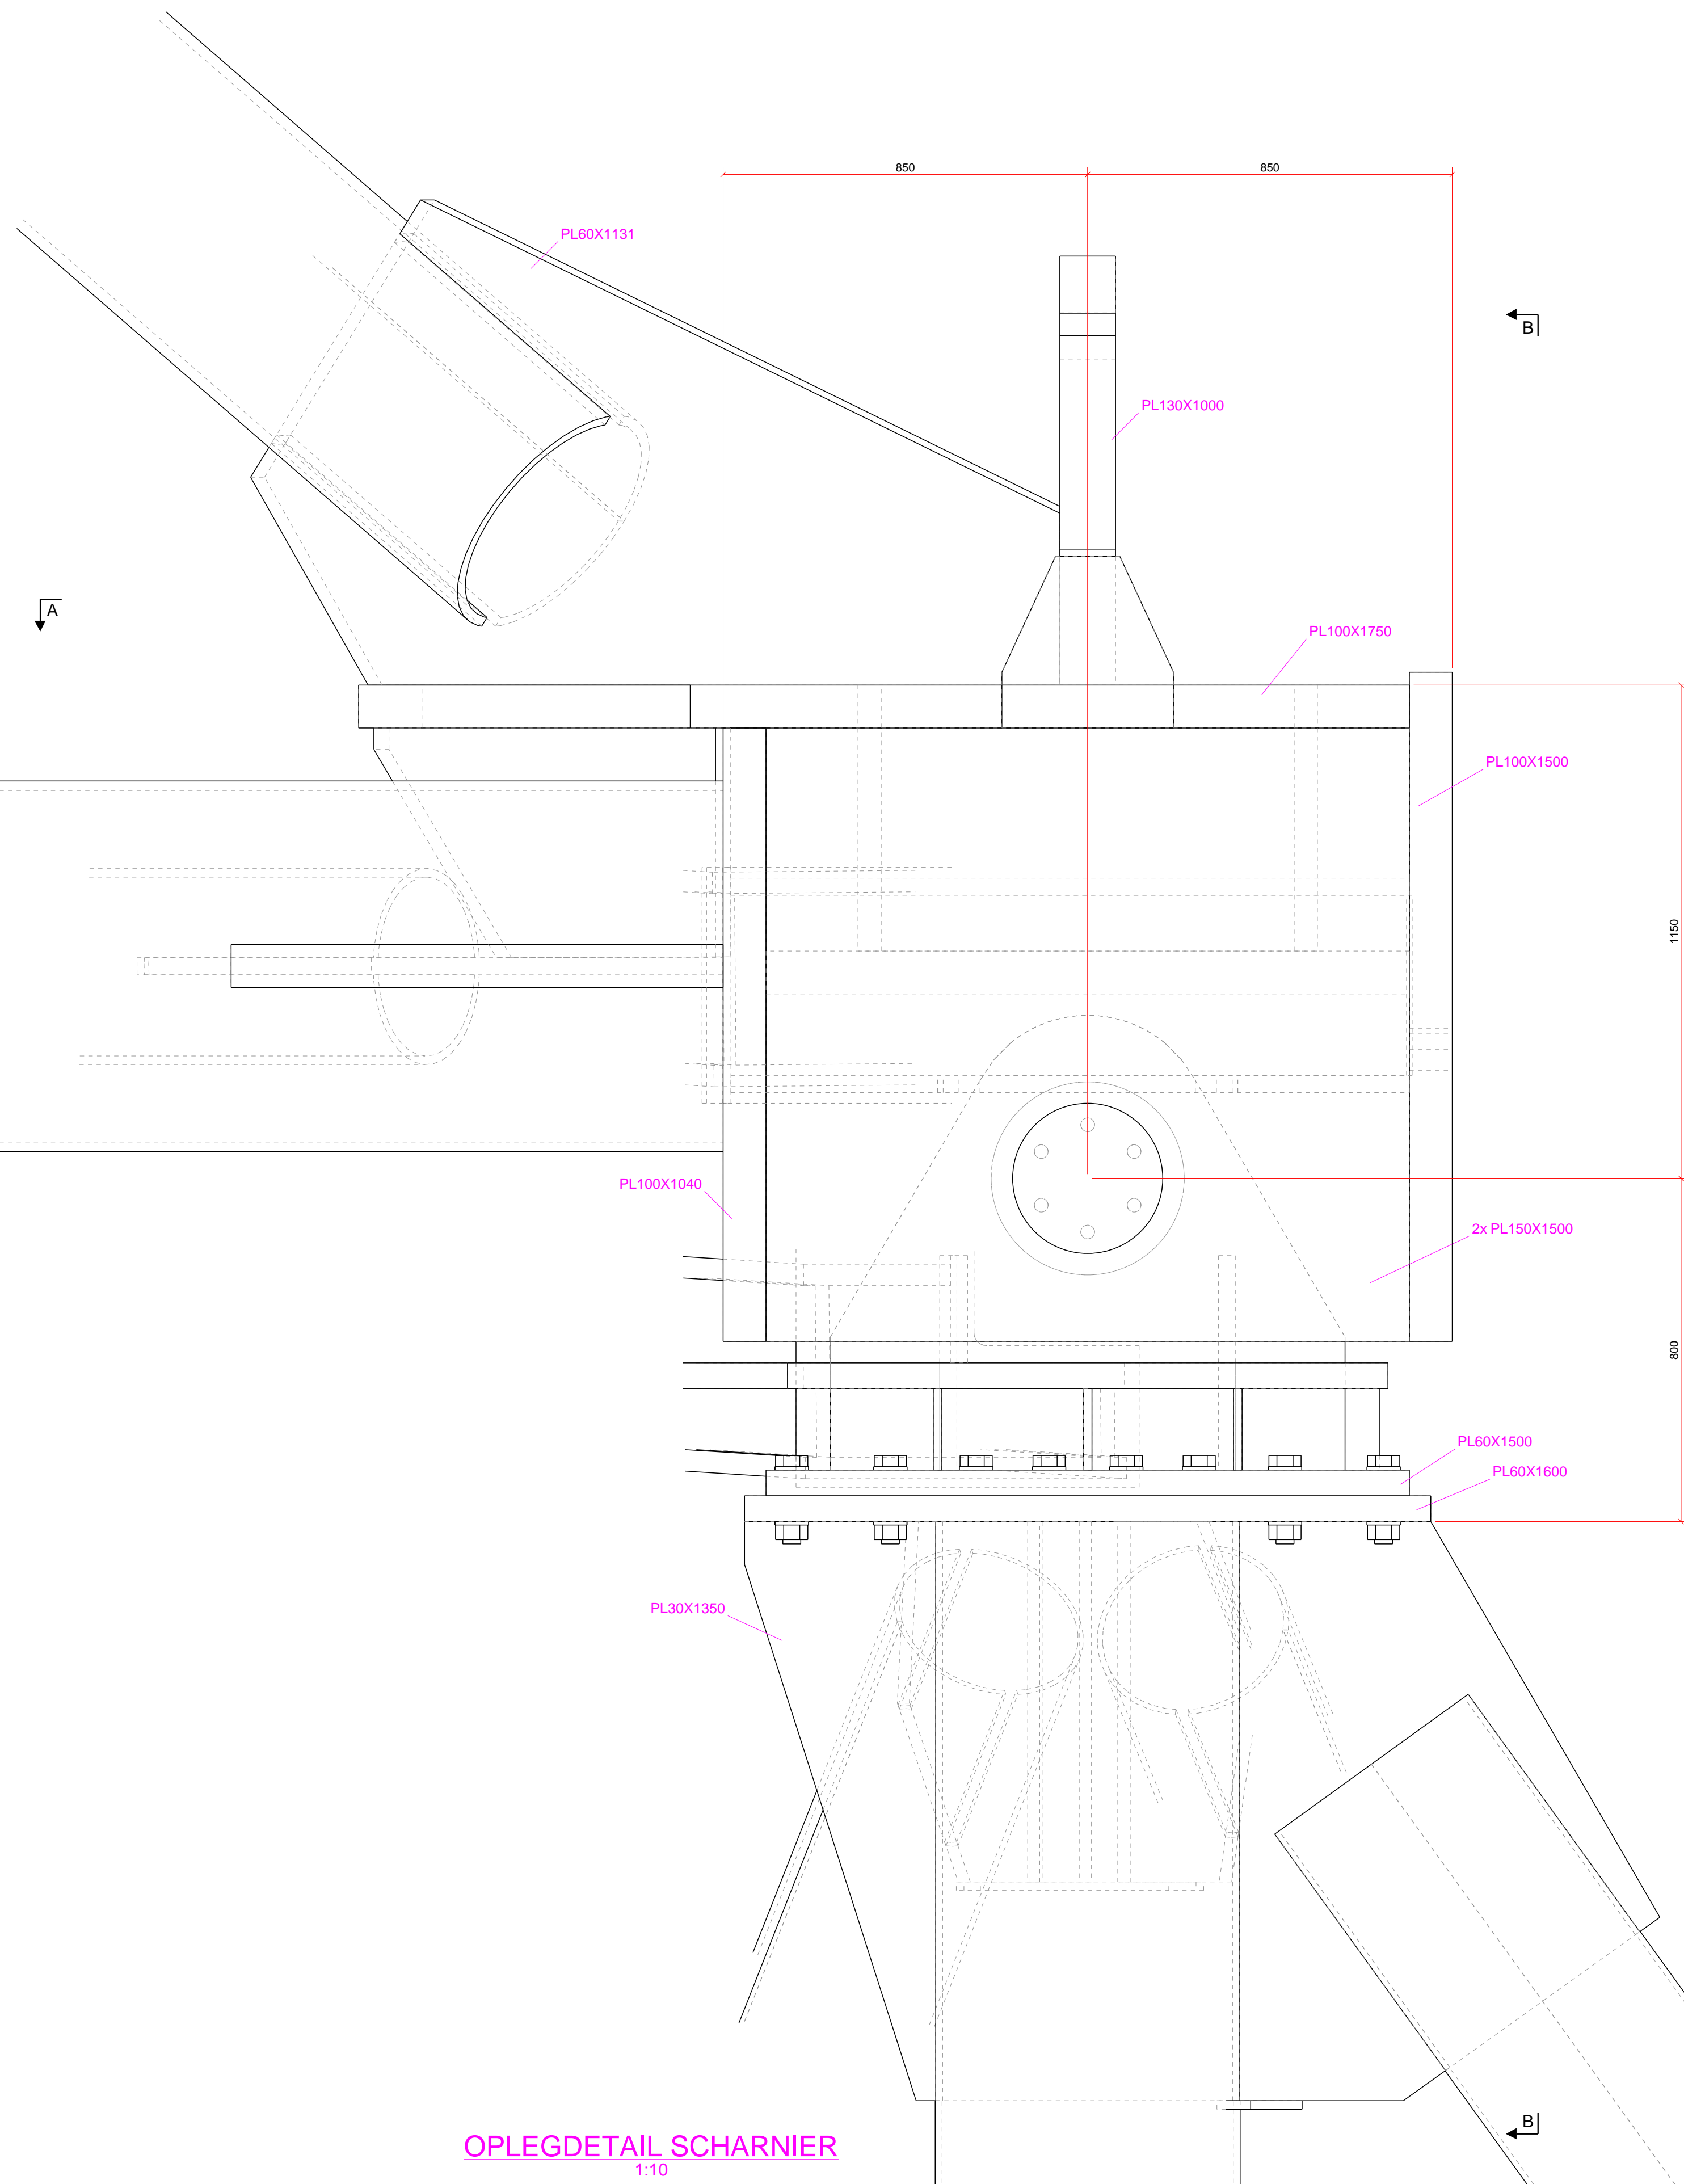 850
850
PL60X1131
B
PL130X1000
A
PL100X1750
PL100X1500
1150
PL100X1040
2x PL150X1500
800
PL60X1500
PL60X1600
PL30X1350
B
OPLEGDETAIL SCHARNIER
1:10